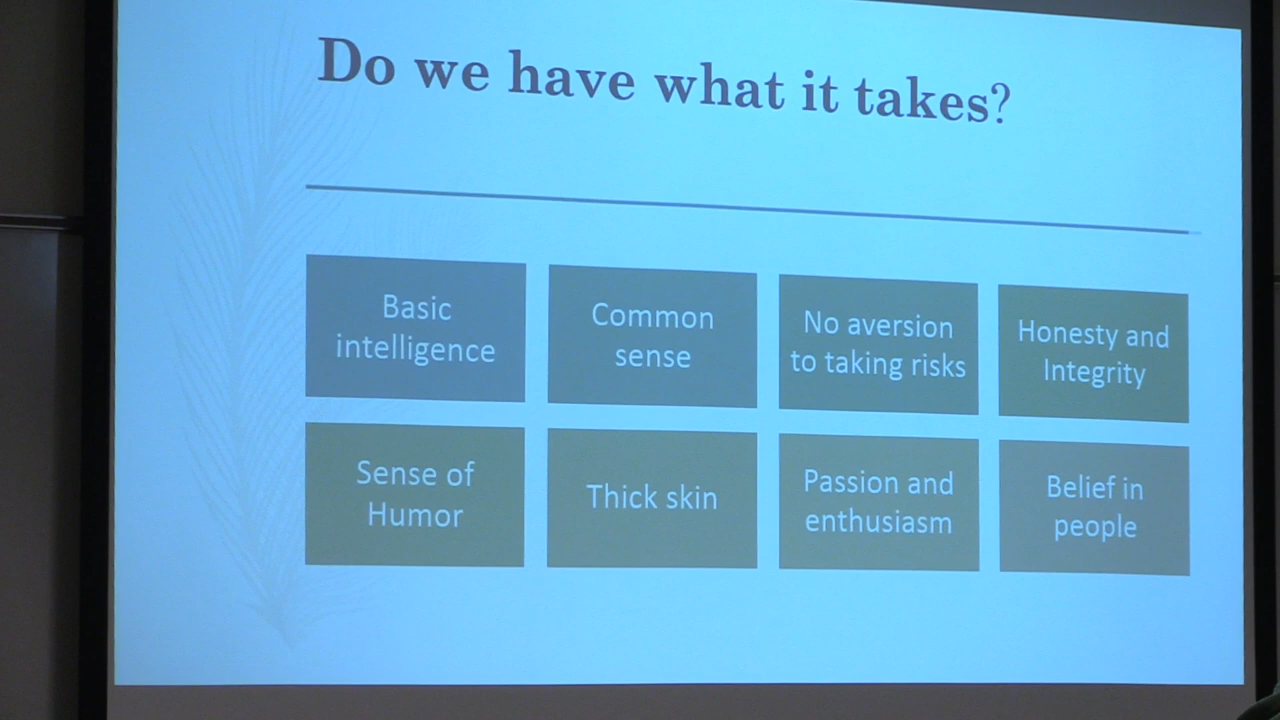 Do we have what it takes?
Basic
intelligence
Common
sense
No aversion
to taking risks
Honesty and
Integrity
Sense of
Humor
Thick skin
Passion and
enthusiasm
Belief in
people